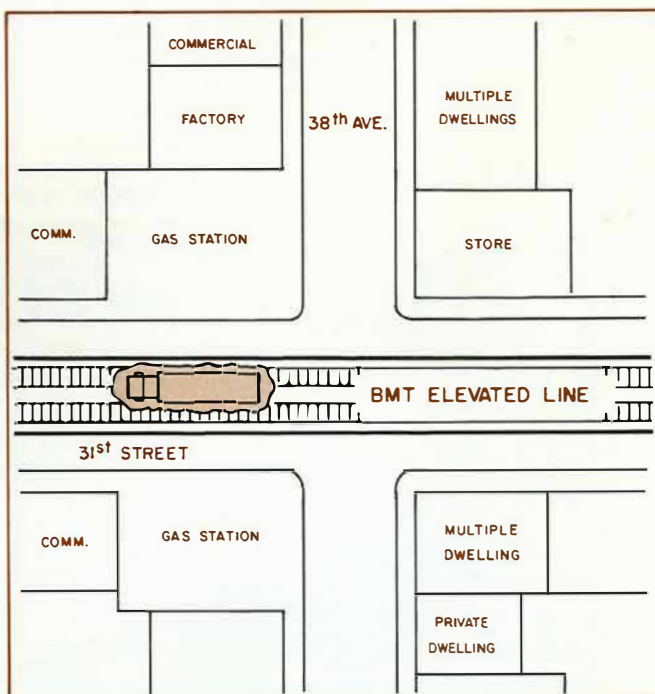 COMMERCIAL
FACTORY
38th AVE.
MULTIPLE
DWELLINGS
COMM.
GAS STATION
STORE
BMT ELEVATED LINE
31st STREET
COMM.
GAS STATION
MULTIPLE
DWELLING
PRIVATE
DWELLING